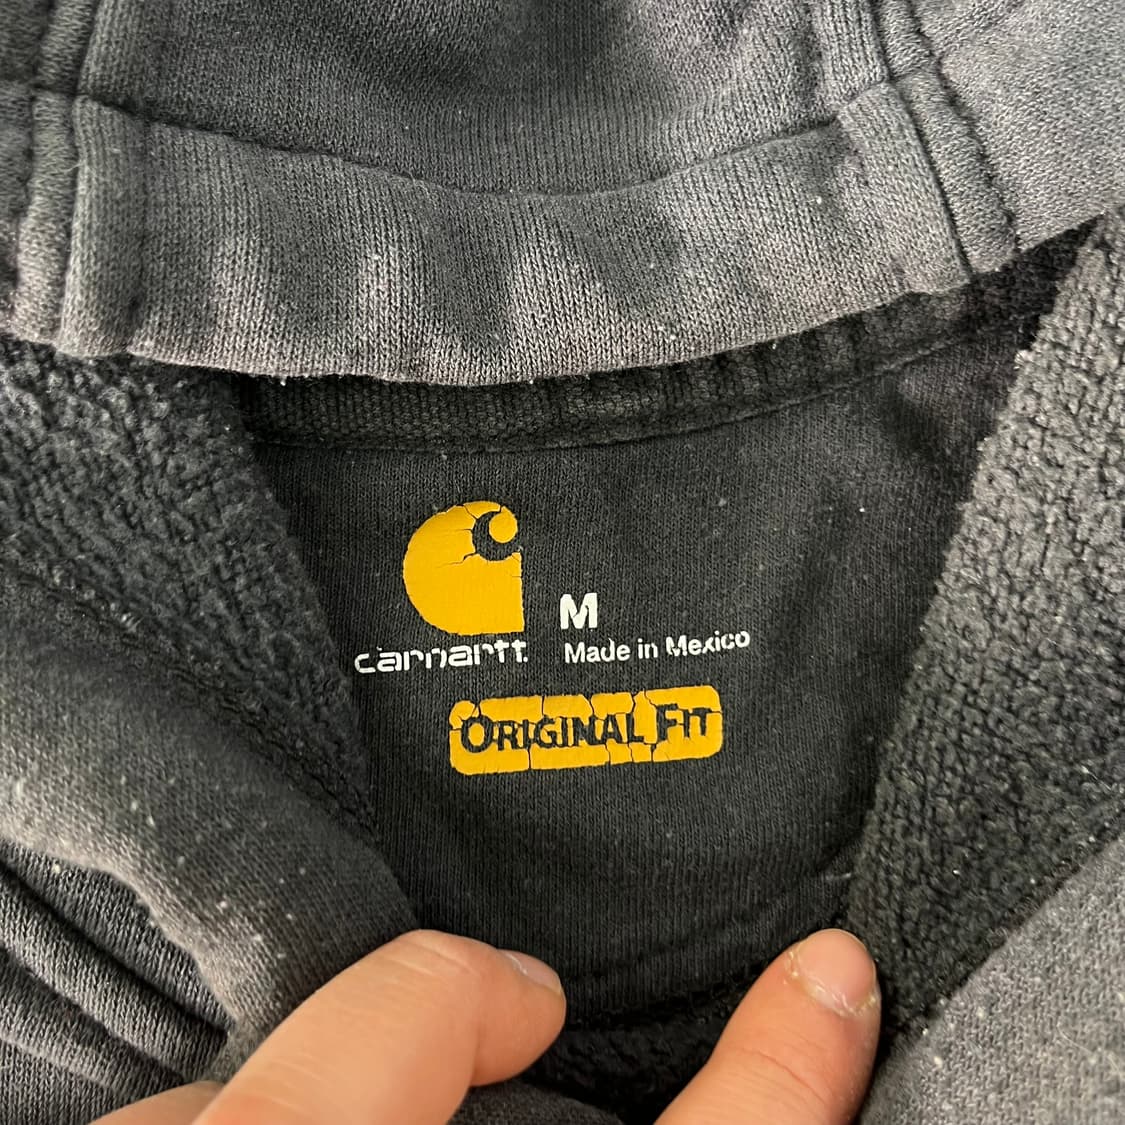 M
carhartt.
Made in Mexico
ORIGINAL FIT